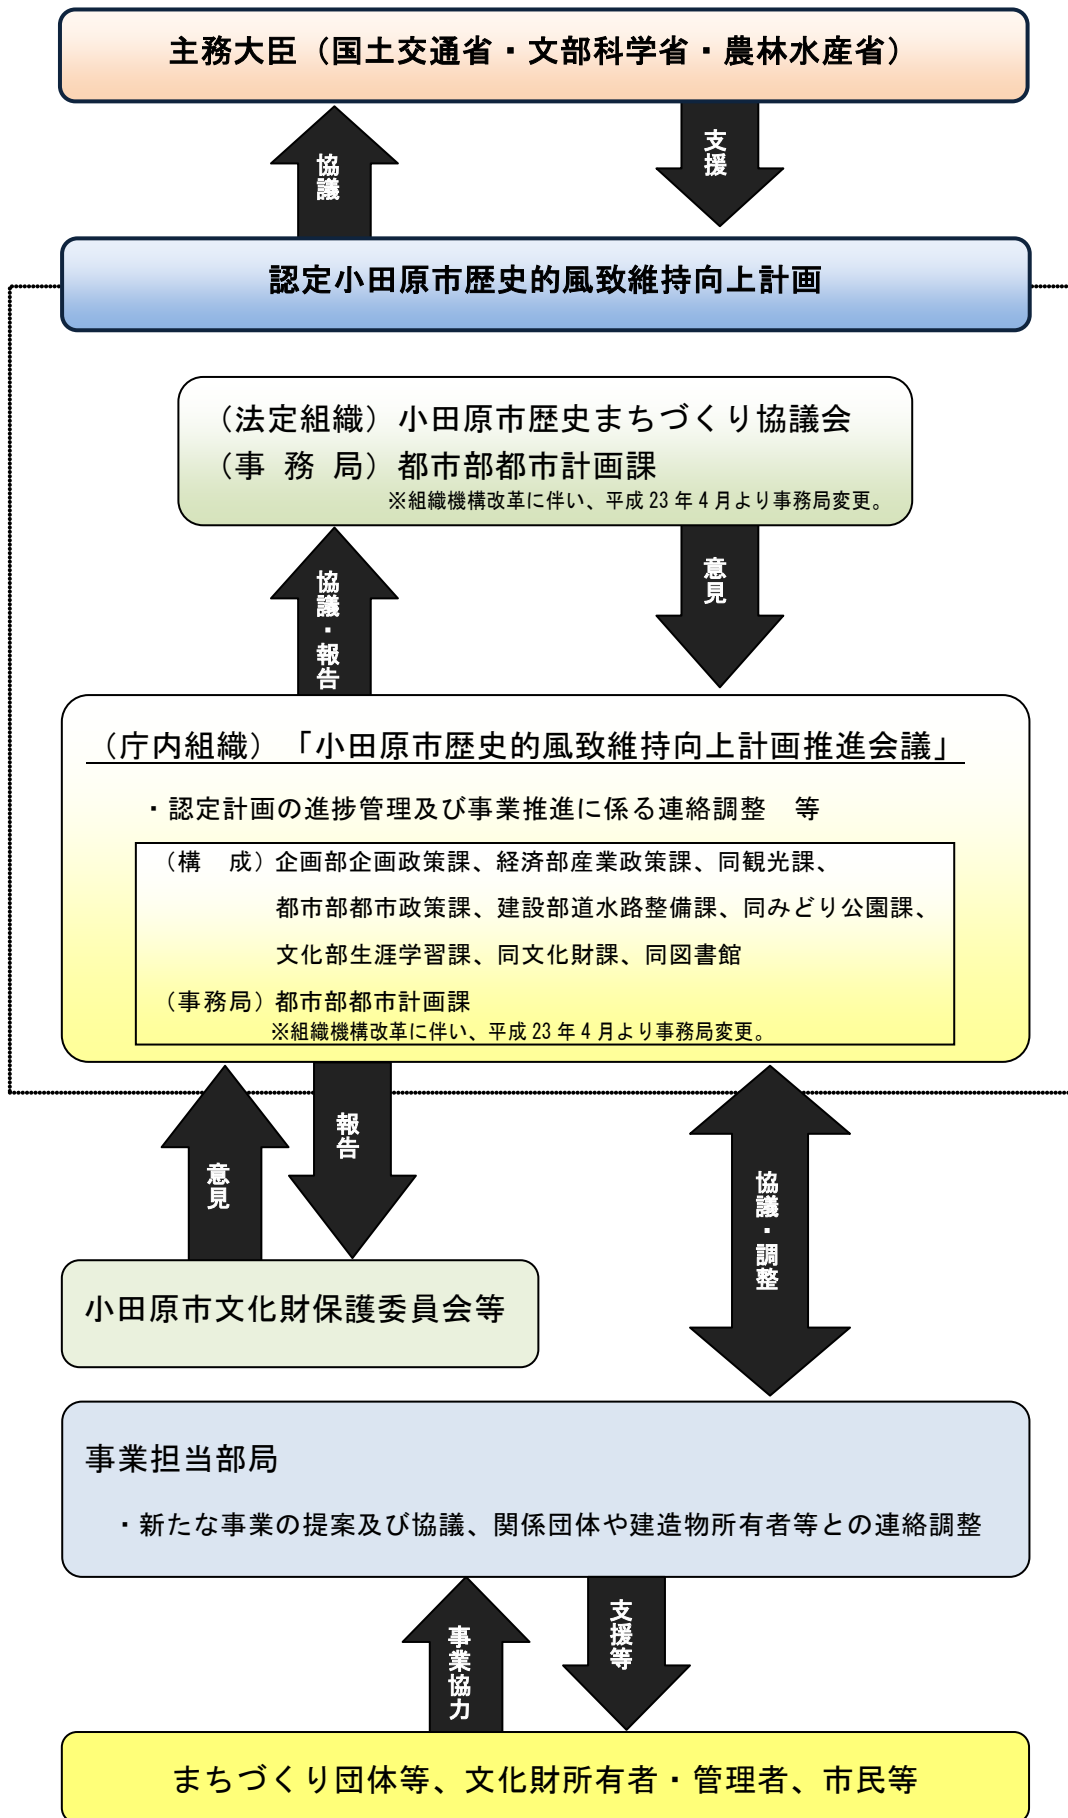 主務大臣（国土交通省・文部科学省・農林水産省）
協議
支援
認定小田原市歴史的風致維持向上計画
（法定組織）小田原市歴史まちづくり協議会
（事 務 局）都市部都市計画課
※組織機構改革に伴い、平成 23 年 4 月より事務局変更。
協議・報告
意見
（庁内組織）「小田原市歴史的風致維持向上計画推進会議」
・認定計画の進捗管理及び事業推進に係る連絡調整　等
（構　成）企画部企画政策課、経済部産業政策課、同観光課、
都市部都市政策課、建設部道水路整備課、同みどり公園課、
文化部生涯学習課、同文化財課、同図書館
（事務局）都市部都市計画課
※組織機構改革に伴い、平成 23 年 4 月より事務局変更。
意見
報告
協議・調整
小田原市文化財保護委員会等
事業担当部局
・新たな事業の提案及び協議、関係団体や建造物所有者等との連絡調整
事業協力
支援等
まちづくり団体等、文化財所有者・管理者、市民等